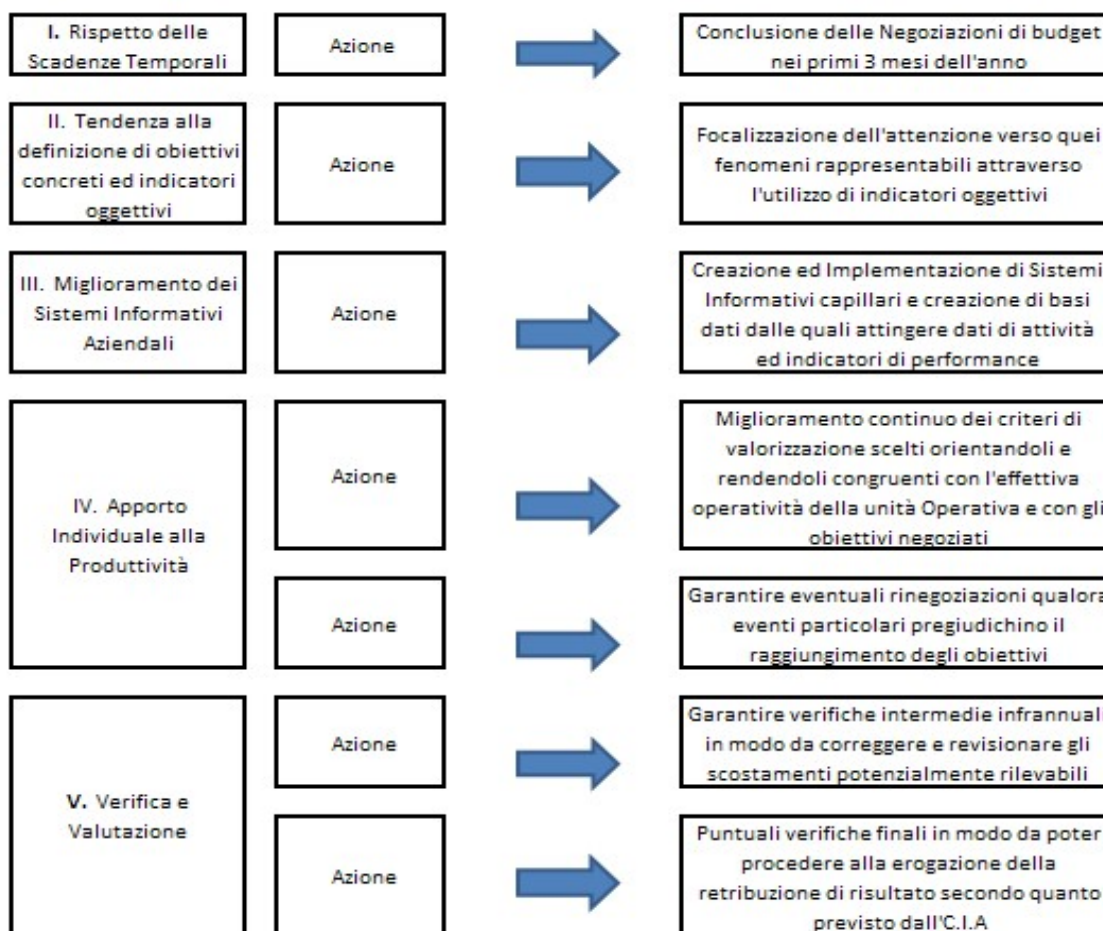 I. Rispetto delle
Scadenze Temporali
Azione
Conclusione delle Negoziazioni di budget
nei primi 3 mesi dell'anno
II. Tendenza alla
definizione di obiettivi
concreti ed indicatori
oggettivi
Azione
Focalizzazione dell'attenzione verso quei
fenomeni rappresentabili attraverso
l'utilizzo di indicatori oggettivi
III. Miglioramento dei
Sistemi Informativi
Aziendali
Azione
Creazione ed Implementazione di Sistemi
Informativi capillari e creazione di basi
dati dalle quali attingere dati di attività
ed indicatori di performance
IV. Apporto
Individuale alla
Produttività
Azione
Miglioramento continuo dei criteri di
valorizzazione scelti orientandoli e
rendendoli congruenti con l'effettiva
operatività della unità Operativa e con gli
obiettivi negoziati
Azione
Garantire eventuali rinegoziazioni qualora
eventi particolari pregiudichino il
raggiungimento degli obiettivi
V. Verifica e
Valutazione
Azione
Garantire verifiche intermedie infrannuali
in modo da correggere e revisionare gli
scostamenti potenzialmente rilevabili
Azione
Puntuali verifiche finali in modo da poter
procedere alla erogazione della
retribuzione di risultato secondo quanto
previsto dall'C.I.A